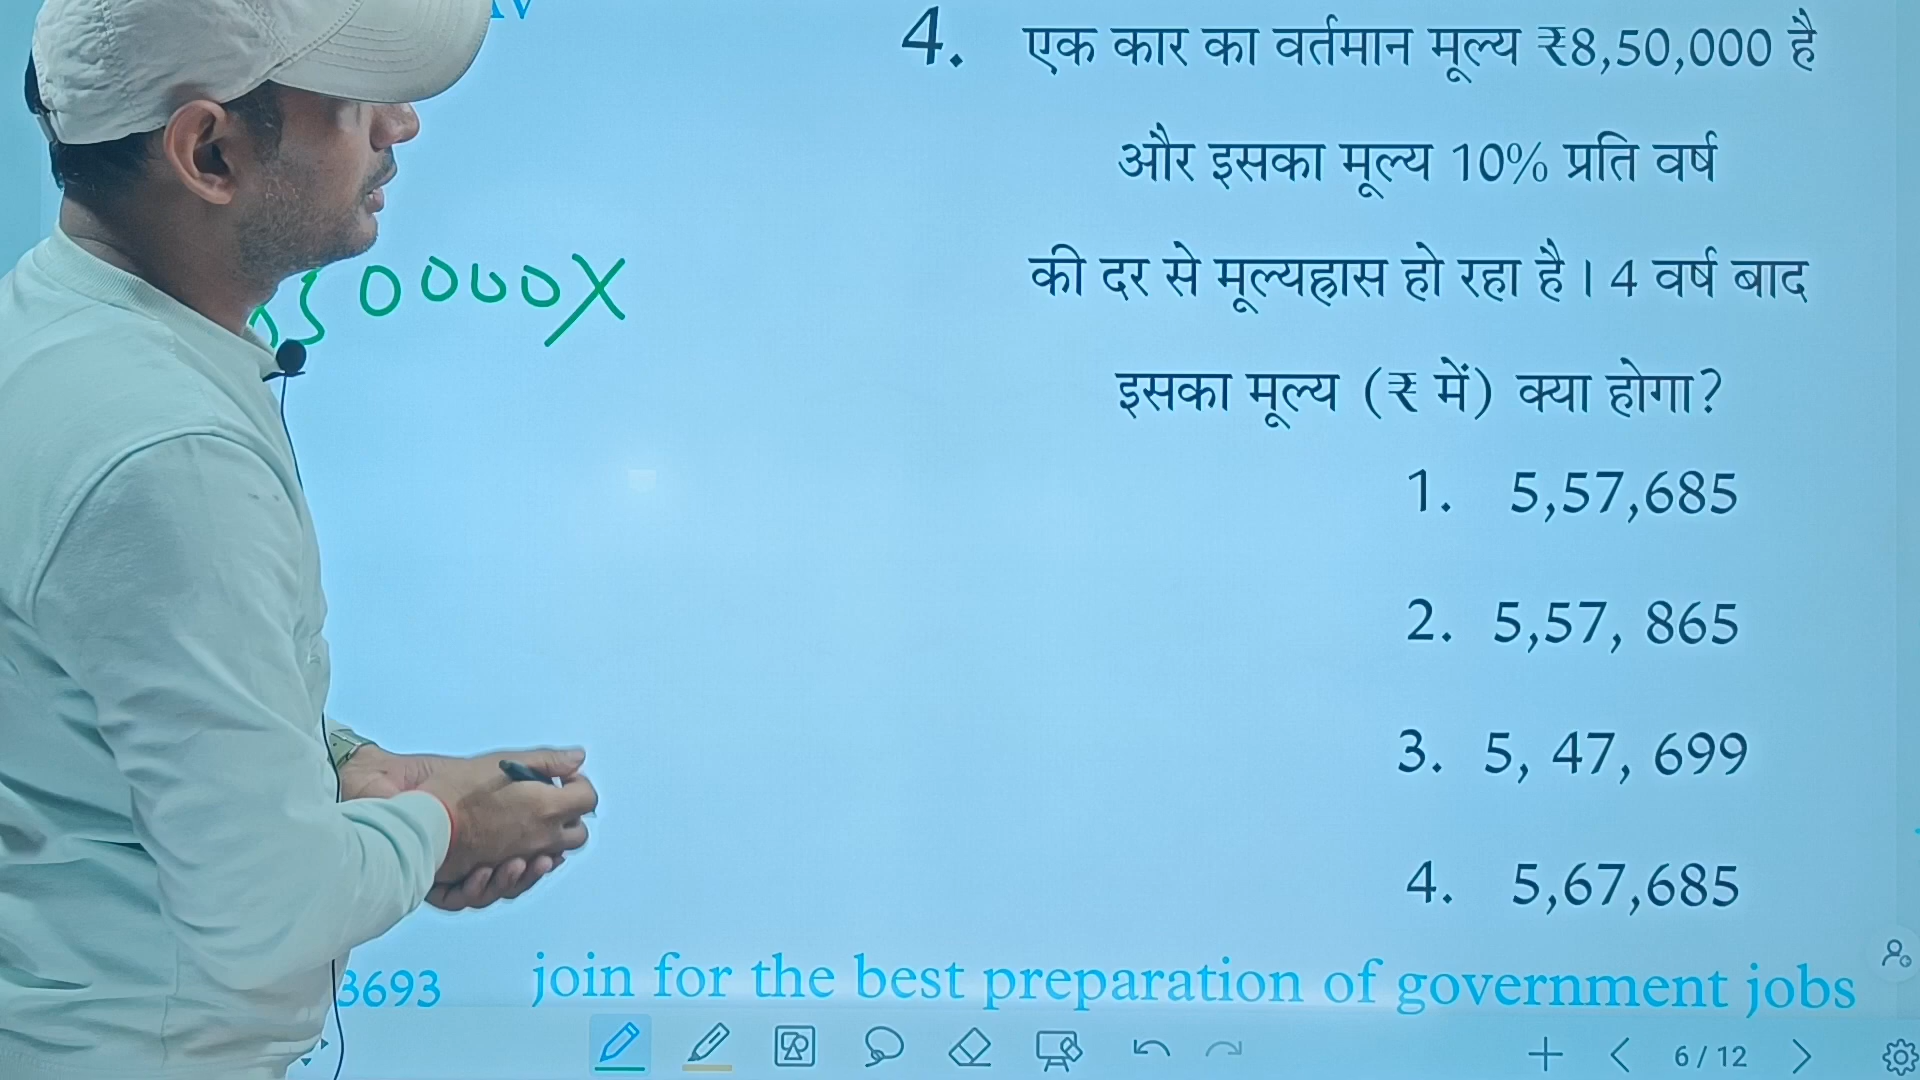 4. एक कार का वर्तमान मूल्य ₹8,50,000 है
और इसका मूल्य 10% प्रति वर्ष
की दर से मूल्यह्रास हो रहा है। 4 वर्ष बाद
इसका मूल्य (₹ में) क्या होगा?
50000X
1. 5,57,685
2. 5,57, 865
3. 5, 47, 699
4. 5,67,685
3693 join for the best preparation of government jobs
6/12